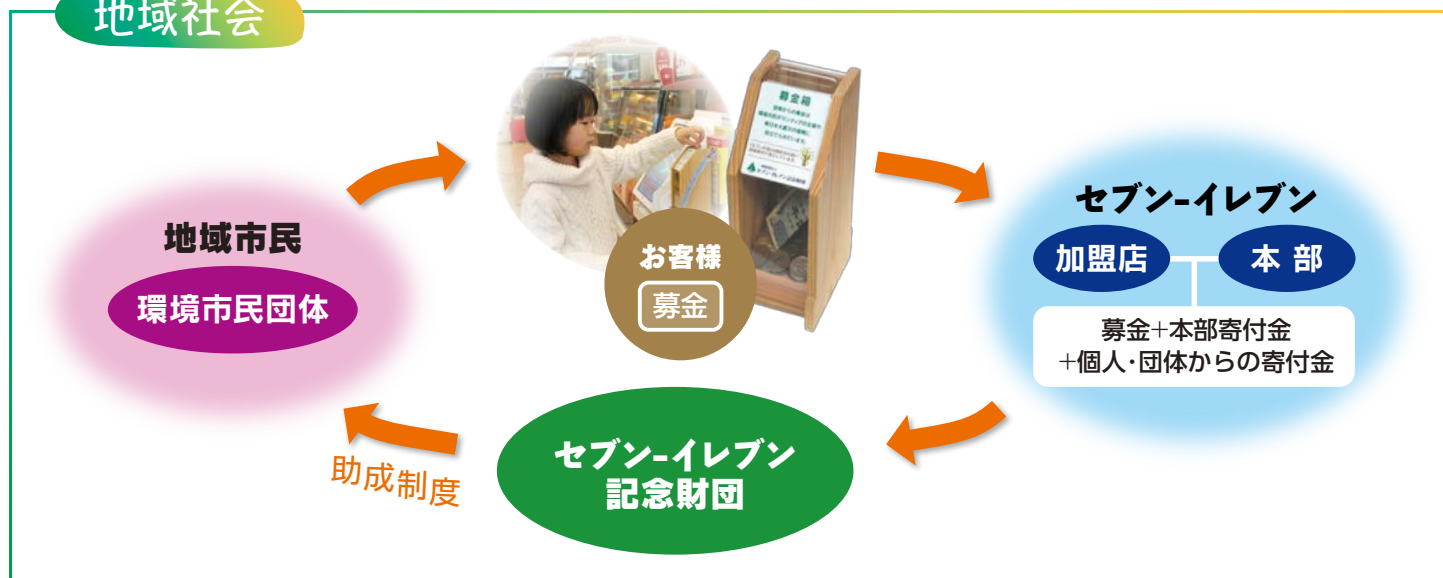 地域社会
募金箱
お客様
募金
地域市民
環境市民団体
セブン-イレブン
加盟店
本部
募金+本部寄付金
+個人・団体からの寄付金
セブン-イレブン
記念財団
助成制度